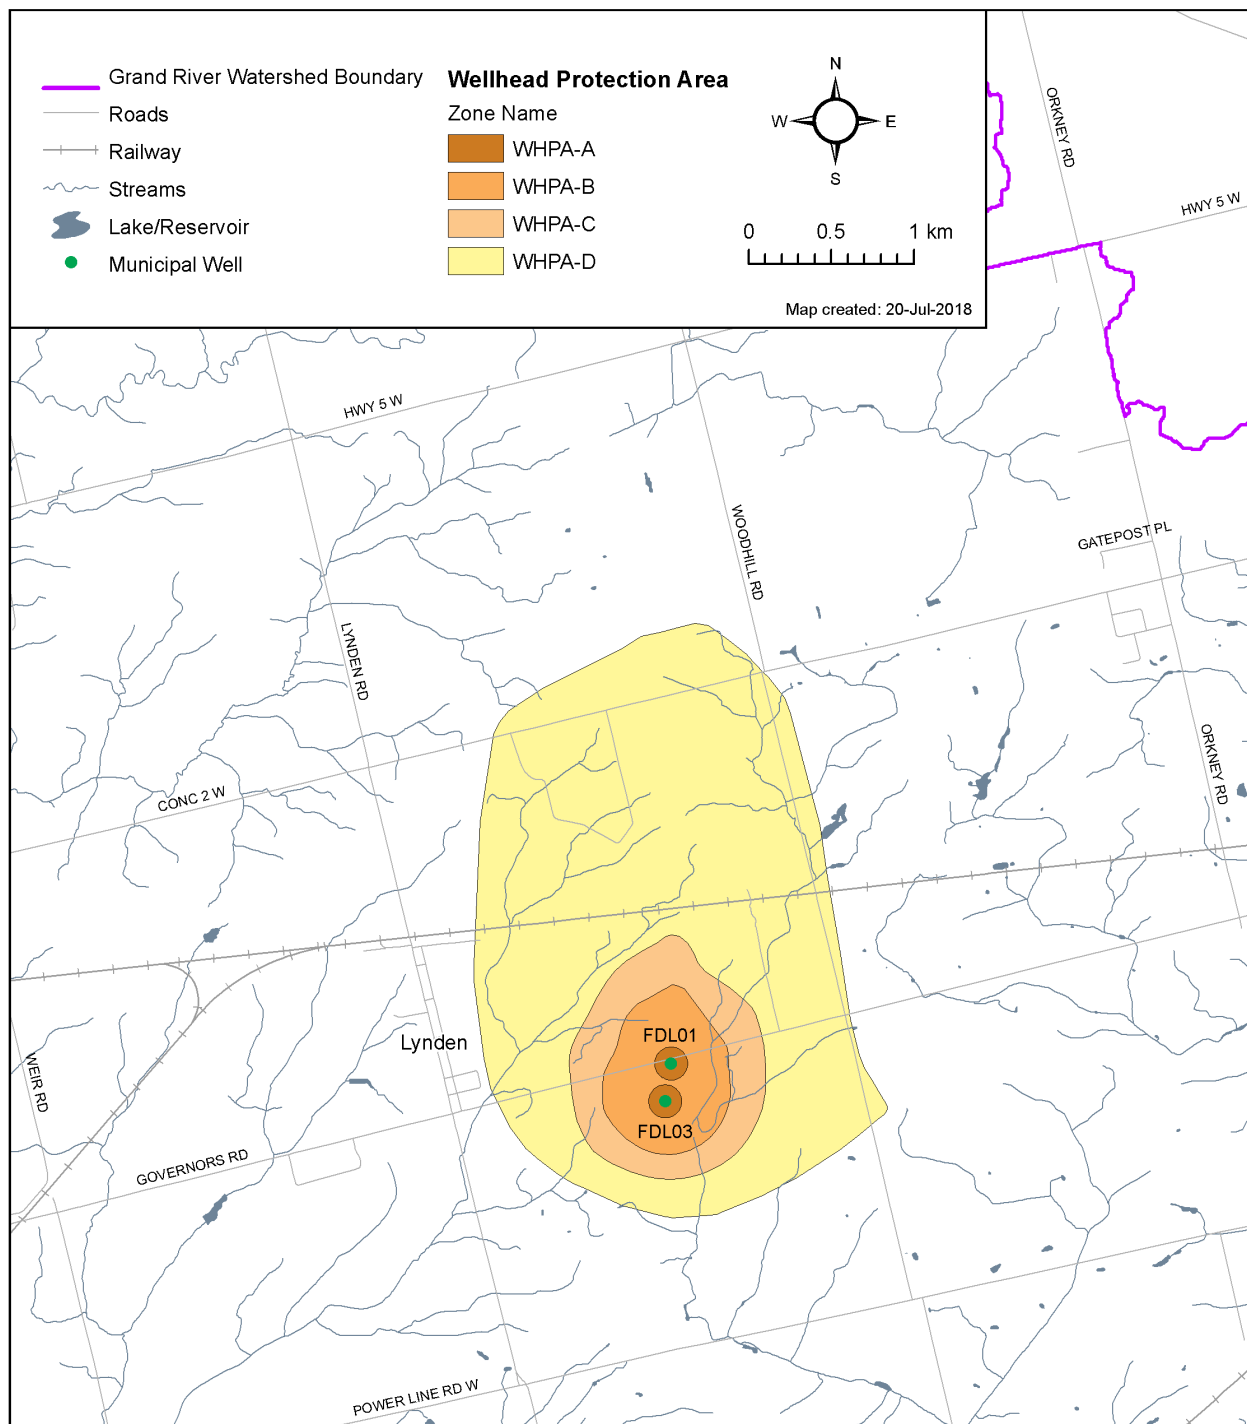 Grand River Watershed Boundary
Roads
Railway
Streams
Lake/Reservoir
Municipal Well
Wellhead Protection Area
Zone Name
WHPA-A
WHPA-B
WHPA-C
WHPA-D
N
W E
S
0 0.5 1 km
Map created: 20-Jul-2018
ORKNEY RD
HWY 5 W
HWY 5 W
WOODHILL RD
GATEPOST PL
LYNDEN RD
ORKNEY RD
CONC 2 W
Lynden
FDL01
WEIR RD
FDL03
GOVERNORS RD
POWER LINE RD W